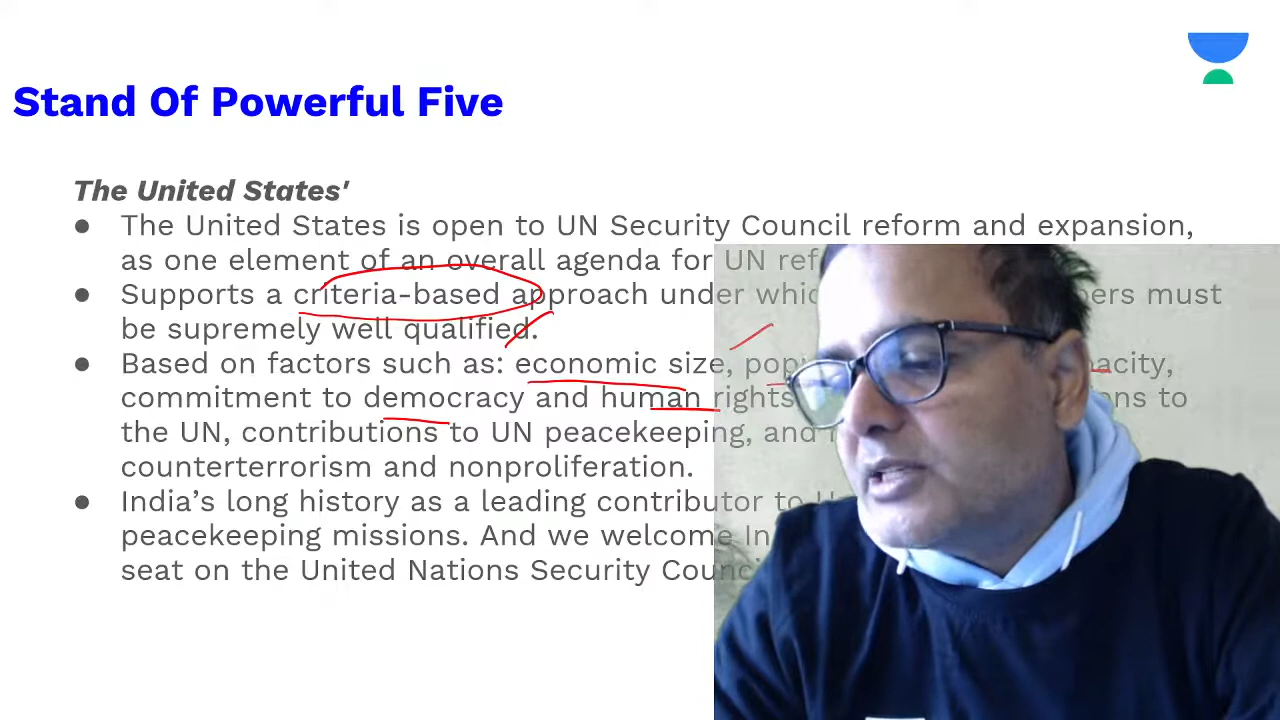 Stand Of Powerful Five
The United States'
● The United States is open to UN Security Council reform and expansion,
as one element of an overall agenda for UN
● Supports a criteria-based approach under must
be supremely well qualified.
● Based on factors such as: economic size,
commitment to democracy and human rights to
the UN, contributions to UN peacekeeping, and
counterterrorism and nonproliferation.
● India's long history as a leading contributor to
peacekeeping missions. And we welcome
seat on the United Nations Security